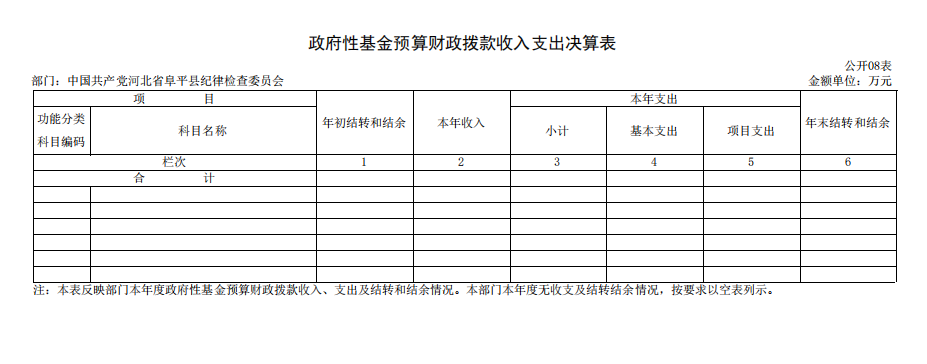 政府性基金预算财政拨款收入支出决算表
公开08表
部门：中国共产党河北省阜平县纪律检查委员会 金额单位：万元
项 目 本年支出
功能分类科目编码 科目名称 年初结转和结余 本年收入 小计 基本支出 项目支出 年末结转和结余
栏次 1 2 3 4 5 6
合 计
注：本表反映部门本年度政府性基金预算财政拨款收入、支出及结转和结余情况。本部门本年度无收支及结转结余情况，按要求以空表列示。